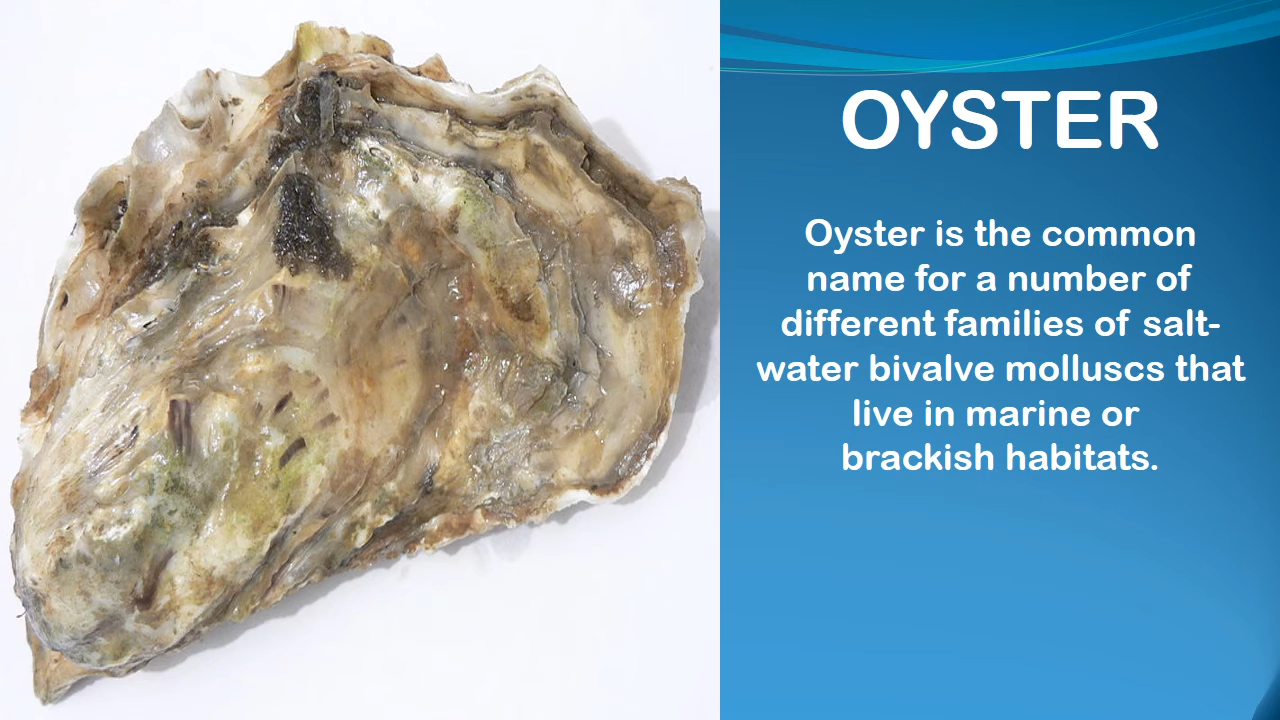 OYSTER
Oyster is the common
name for a number of
different families of salt-
water bivalve molluscs that
live in marine or
brackish habitats.